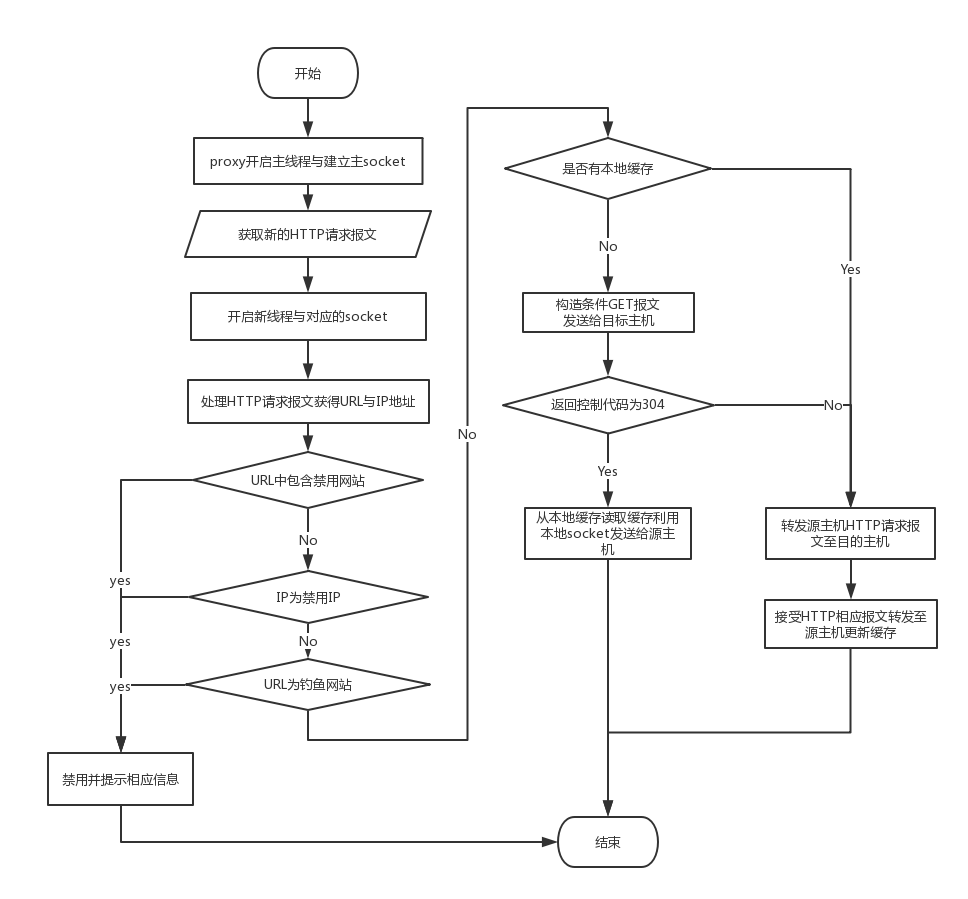 开始
proxy开启主线程与建立主socket
获取新的HTTP请求报文
开启新线程与对应的socket
处理HTTP请求报文获得URL与IP地址
URL中包含禁用网站
No
yes
IP为禁用IP
No
yes
URL为钓鱼网站
yes
No
禁用并提示相应信息
是否有本地缓存
No
Yes
构造条件GET报文
发送给目标主机
返回控制代码为304
No
Yes
从本地缓存读取缓存利用
本地socket发送给源主
机
转发源主机HTTP请求报
文至目的主机
接受HTTP相应报文转发至
源主机更新缓存
结束